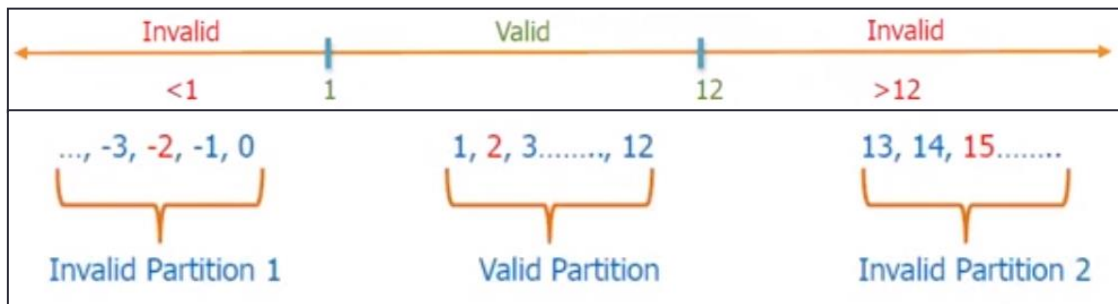 Invalid Valid Invalid
<1 1 12 >12
..., -3, -2, -1, 0 1, 2, 3........, 12 13, 14, 15........
Invalid Partition 1 Valid Partition Invalid Partition 2